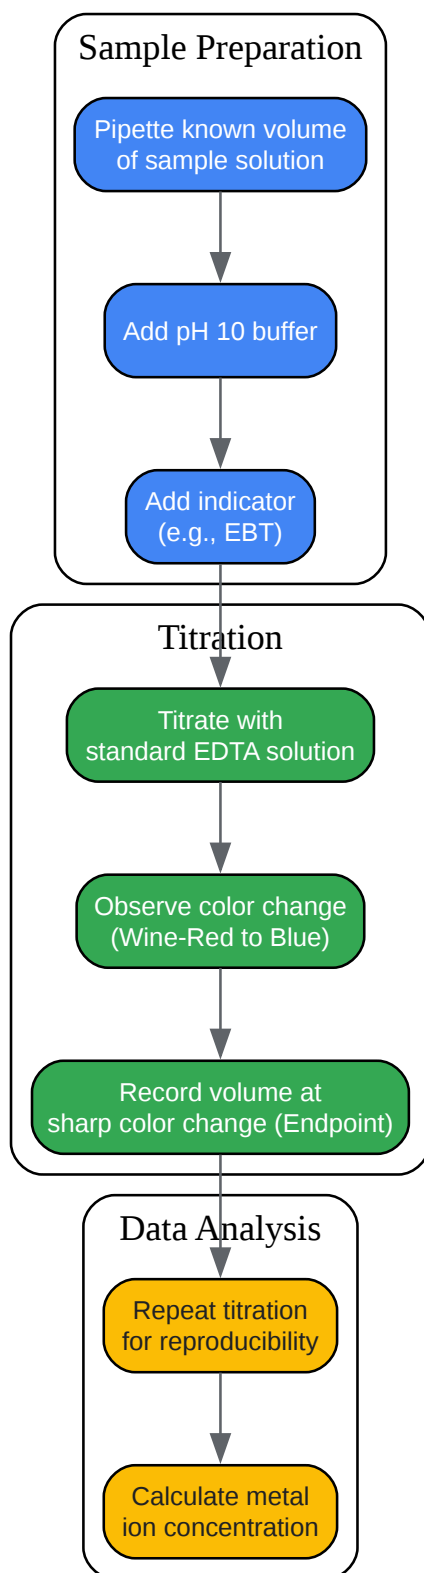 Sample Preparation
Pipette known volume
of sample solution
Add pH 10 buffer
Add indicator
(e.g., EBT)
Titration
Titrate with
standard EDTA solution
Observe color change
(Wine-Red to Blue)
Record volume at
sharp color change (Endpoint)
Data Analysis
Repeat titration
for reproducibility
Calculate metal
ion concentration